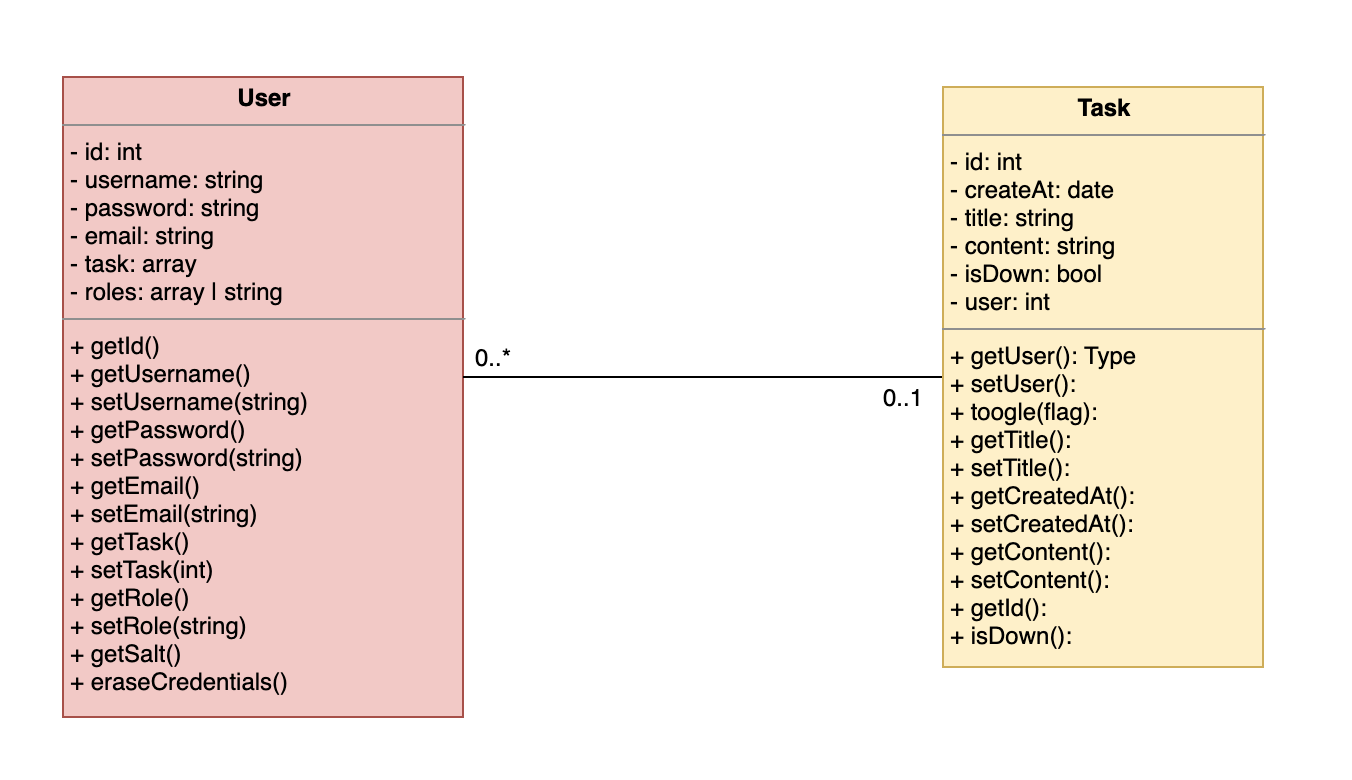 User
- id: int
- username: string
- password: string
- email: string
- task: array
- roles: array | string
+ getId()
+ getUsername()
+ setUsername(string)
+ getPassword()
+ setPassword(string)
+ getEmail()
+ setEmail(string)
+ getTask()
+ setTask(int)
+ getRole()
+ setRole(string)
+ getSalt()
+ eraseCredentials()
0..*
0..1
Task
- id: int
- createAt: date
- title: string
- content: string
- isDown: bool
- user: int
+ getUser(): Type
+ setUser():
+ toogle(flag):
+ getTitle():
+ setTitle():
+ getCreatedAt():
+ setCreatedAt():
+ getContent():
+ setContent():
+ getId():
+ isDown():